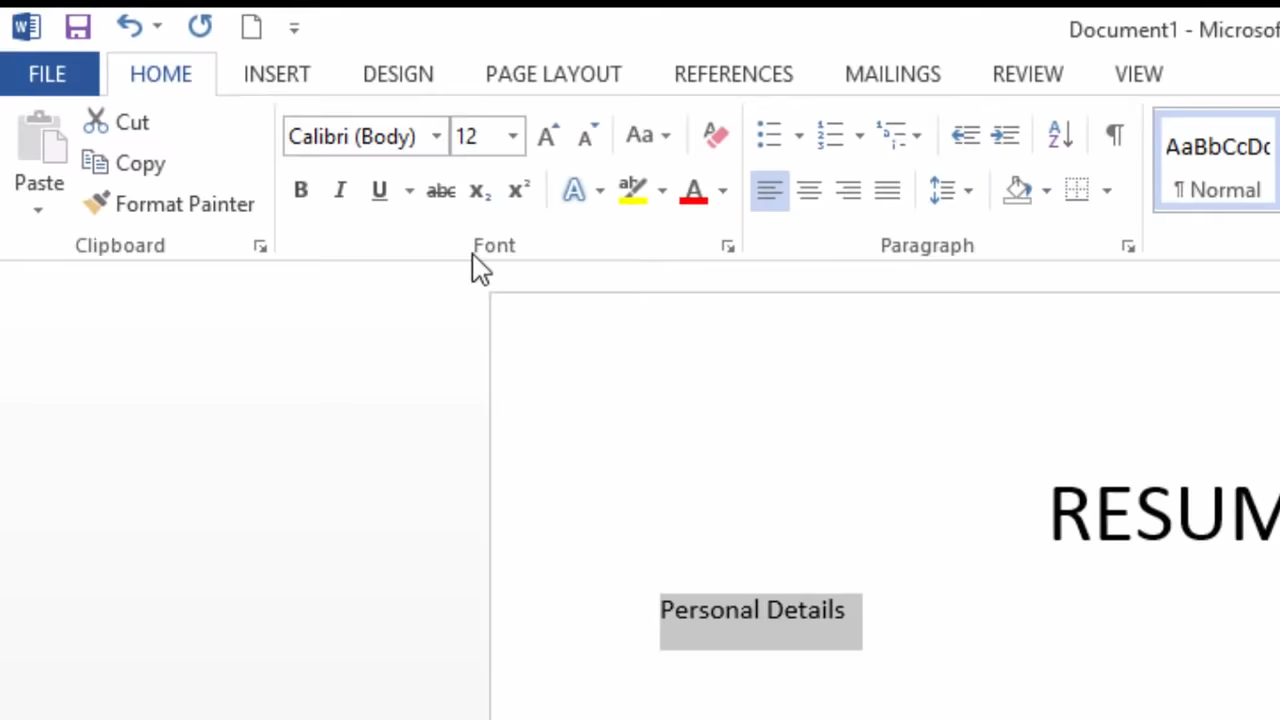 Document1 - Microsof
FILE HOME INSERT DESIGN PAGE LAYOUT REFERENCES MAILINGS REVIEW VIEW
Cut
Copy
Paste
Format Painter
Calibri (Body) 12 Aa
B I U abc x₂ x² A ab A
AaBbCcDc
¶ Normal
Clipboard Font Paragraph
RESUM
Personal Details